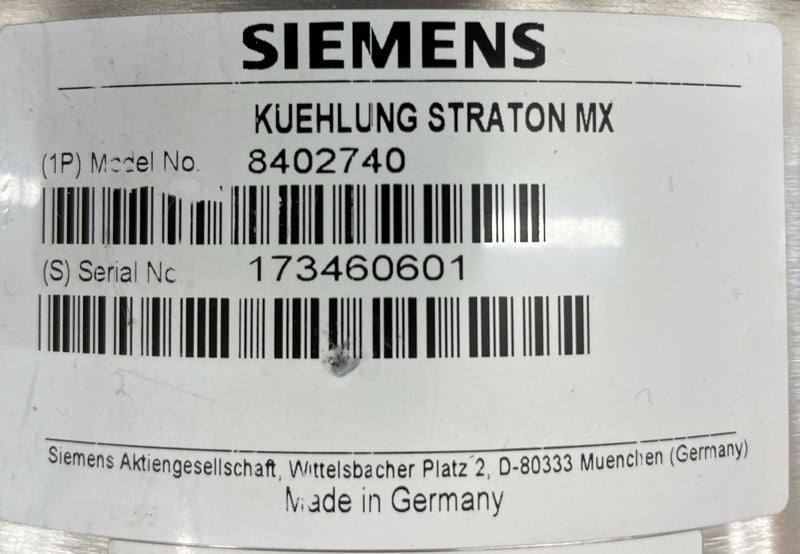 SIEMENS
KUEHLUNG STRATON MX
(1P) Model No. 8402740
(S) Serial No 173460601
Siemens Aktiengesellschaft, Wittelsbacher Platz 2, D-80333 Muenchen (Germany)
Made in Germany